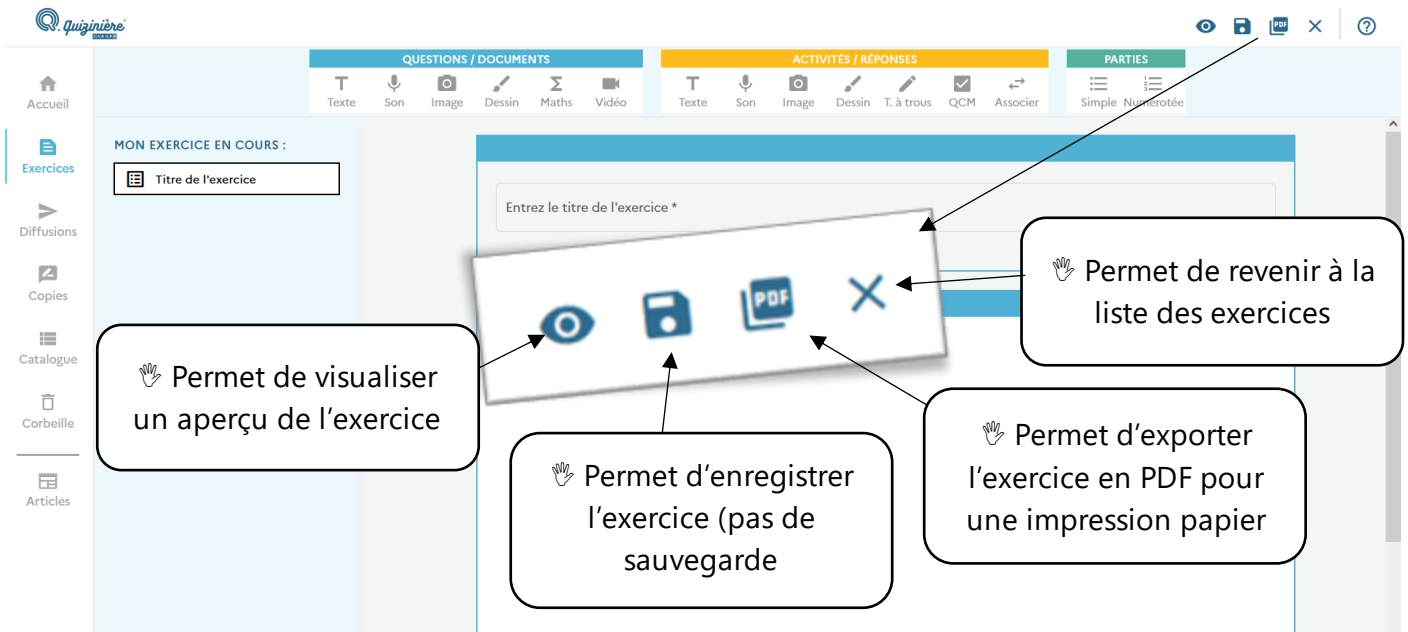 Quizinière
CANOPÉ
QUESTIONS / DOCUMENTS
ACTIVITÉS / RÉPONSES
PARTIES
Texte Son Image Dessin Maths Vidéo
Texte Son Image Dessin T. à trous QCM Associer
Simple Numérotée
Accueil
Exercices
Diffusions
Copies
Catalogue
Corbeille
Articles
MON EXERCICE EN COURS :
Titre de l'exercice
Entrez le titre de l'exercice *
PDF
PDF
Permet de revenir à la
liste des exercices
Permet de visualiser
un aperçu de l’exercice
Permet d’enregistrer
l’exercice (pas de
sauvegarde
Permet d’exporter
l’exercice en PDF pour
une impression papier